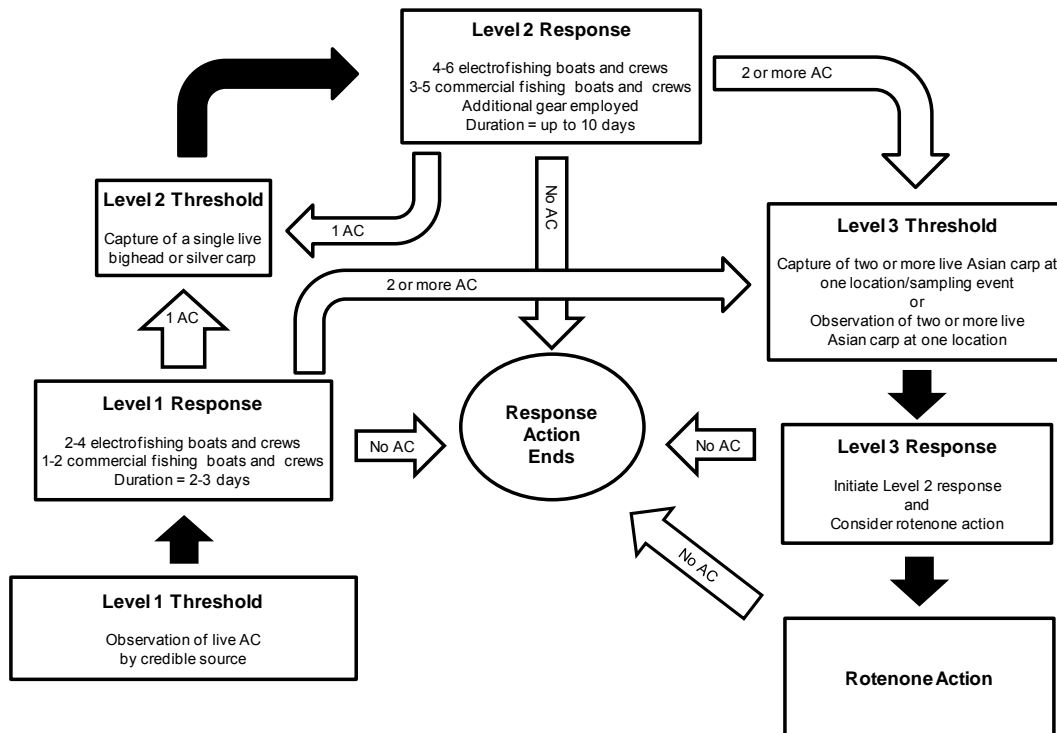 Level 2 Response
4-6 electrofishing boats and crews
3-5 commercial fishing boats and crews
Additional gear employed
Duration = up to 10 days
2 or more AC
No AC
1 AC
Level 2 Threshold
Capture of a single live
bighead or silver carp
1 AC
2 or more AC
Level 3 Threshold
Capture of two or more live Asian carp at
one location/sampling event
or
Observation of two or more live
Asian carp at one location
Level 1 Response
2-4 electrofishing boats and crews
1-2 commercial fishing boats and crews
Duration = 2-3 days
No AC
Response
Action
Ends
No AC
Level 3 Response
Initiate Level 2 response
and
Consider rotenone action
No AC
Level 1 Threshold
Observation of live AC
by credible source
Rotenone Action